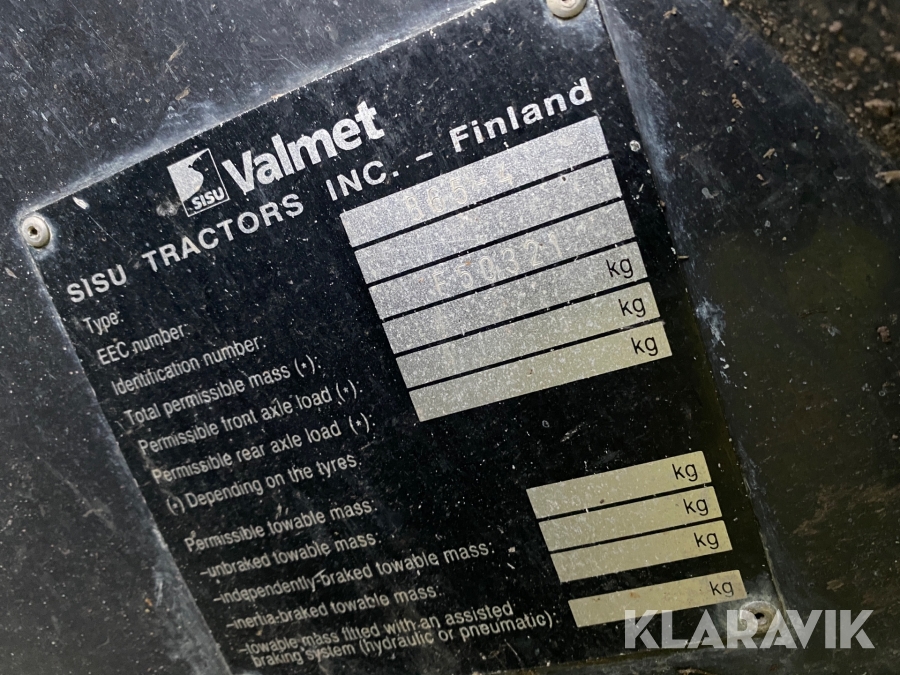 SISU Valmet
SISU TRACTORS INC. – Finland
Type: 865-4
EEC number:
Identification number: E50321
Total permissible mass (*): kg
Permissible front axle load (*): kg
Permissible rear axle load (*): kg
(*) Depending on the tyres.
Permissible towable mass:
-unbraked towable mass: kg
-independently-braked towable mass: kg
-inertia-braked towable mass: kg
-towable mass fitted with an assisted
braking system (hydraulic or pneumatic): kg
KLARAVIK